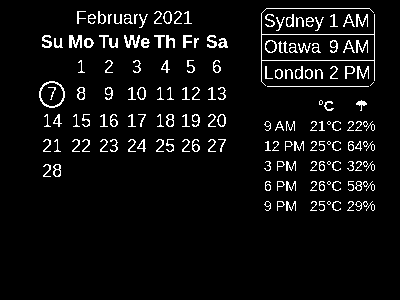 February 2021
Su Mo Tu We Th Fr Sa
1 2 3 4 5 6
7 8 9 10 11 12 13
14 15 16 17 18 19 20
21 22 23 24 25 26 27
28
Sydney 1 AM
Ottawa 9 AM
London 2 PM
°C ☂
9 AM 21°C 22%
12 PM 25°C 64%
3 PM 26°C 32%
6 PM 26°C 58%
9 PM 25°C 29%